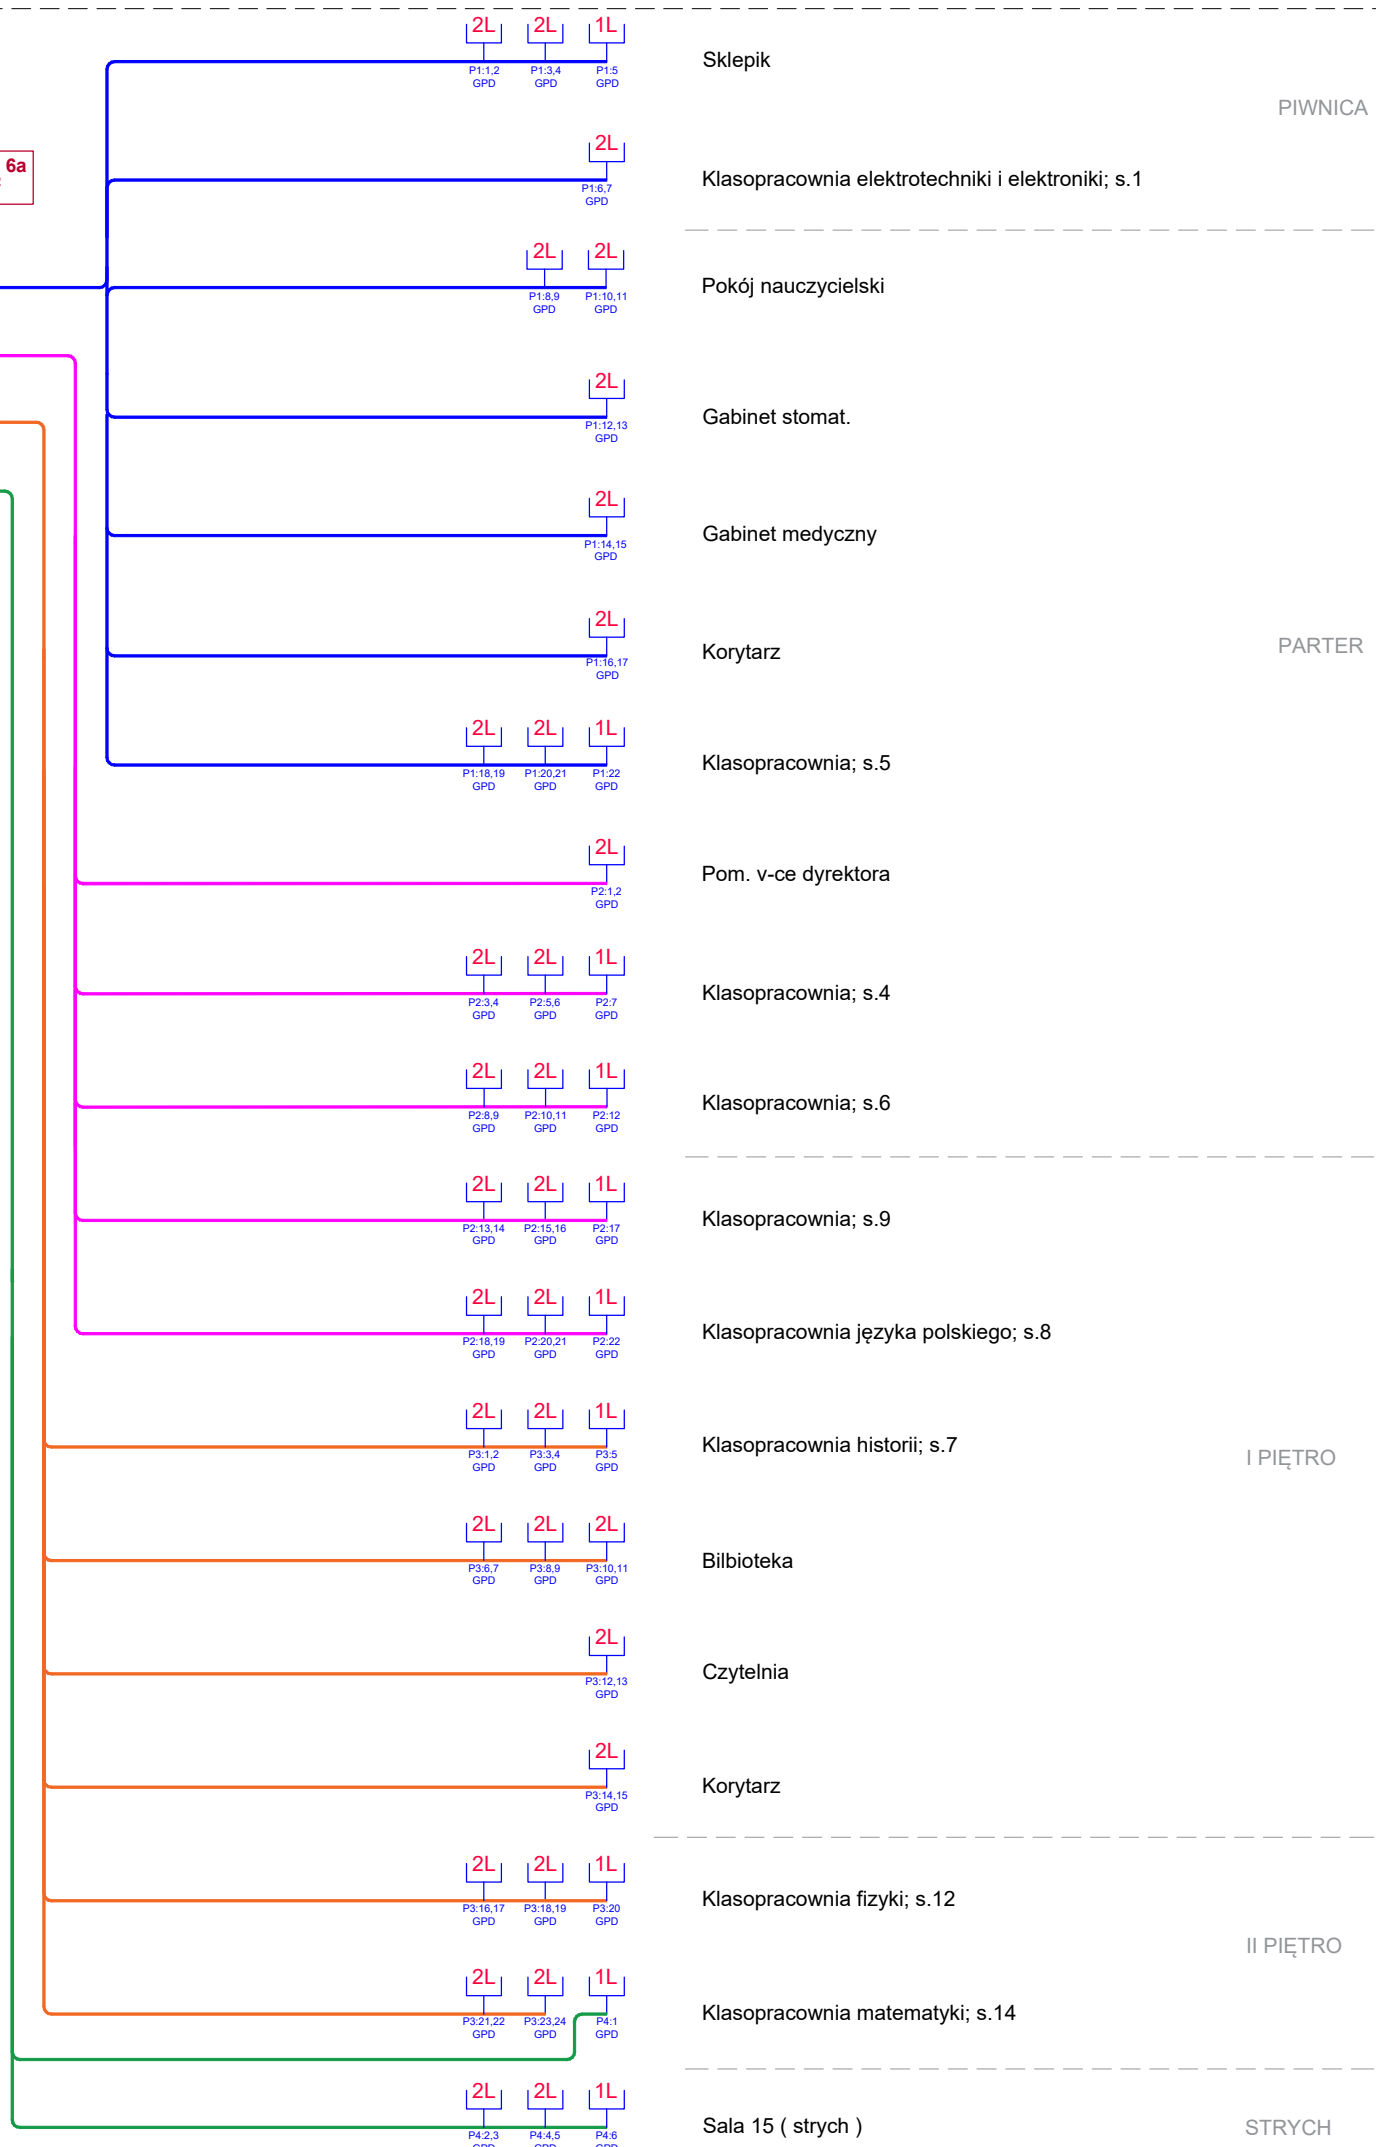 2L 2L 1L
P1:1,2 P1:3,4 P1:5
GPD GPD GPD
Sklepik
PIWNICA
6a
2L
P1:6,7
GPD
Klasopracownia elektrotechniki i elektroniki; s.1
2L 2L
P1:8,9 P1:10,11
GPD GPD
Pokój nauczycielski
2L
P1:12,13
GPD
Gabinet stomat.
2L
P1:14,15
GPD
Gabinet medyczny
2L
P1:16,17
GPD
Korytarz
PARTER
2L 2L 1L
P1:18,19 P1:20,21 P1:22
GPD GPD GPD
Klasopracownia; s.5
2L
P2:1,2
GPD
Pom. v-ce dyrektora
2L 2L 1L
P2:3,4 P2:5,6 P2:7
GPD GPD GPD
Klasopracownia; s.4
2L 2L 1L
P2:8,9 P2:10,11 P2:12
GPD GPD GPD
Klasopracownia; s.6
2L 2L 1L
P2:13,14 P2:15,16 P2:17
GPD GPD GPD
Klasopracownia; s.9
2L 2L 1L
P2:18,19 P2:20,21 P2:22
GPD GPD GPD
Klasopracownia języka polskiego; s.8
2L 2L 1L
P3:1,2 P3:3,4 P3:5
GPD GPD GPD
Klasopracownia historii; s.7
I PIĘTRO
2L 2L 2L
P3:6,7 P3:8,9 P3:10,11
GPD GPD GPD
Bilbioteka
2L
P3:12,13
GPD
Czytelnia
2L
P3:14,15
GPD
Korytarz
2L 2L 1L
P3:16,17 P3:18,19 P3:20
GPD GPD GPD
Klasopracownia fizyki; s.12
II PIĘTRO
2L 2L 1L
P3:21,22 P3:23,24 P4:1
GPD GPD GPD
Klasopracownia matematyki; s.14
2L 2L 1L
P4:2,3 P4:4,5 P4:6
GPD GPD GPD
Sala 15 ( strych )
STRYCH